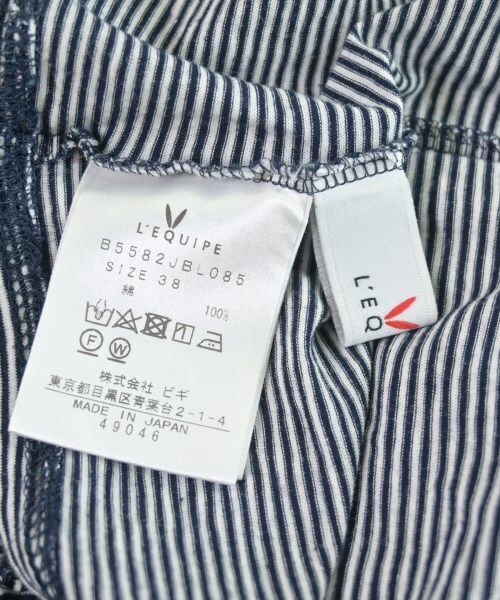 L'EQUIPE
B5582JBL085
SIZE 38
綿 100%
F W
株式会社 ビギ
東京都目黒区青葉台2-1-4
MADE IN JAPAN
49046
L'EQ